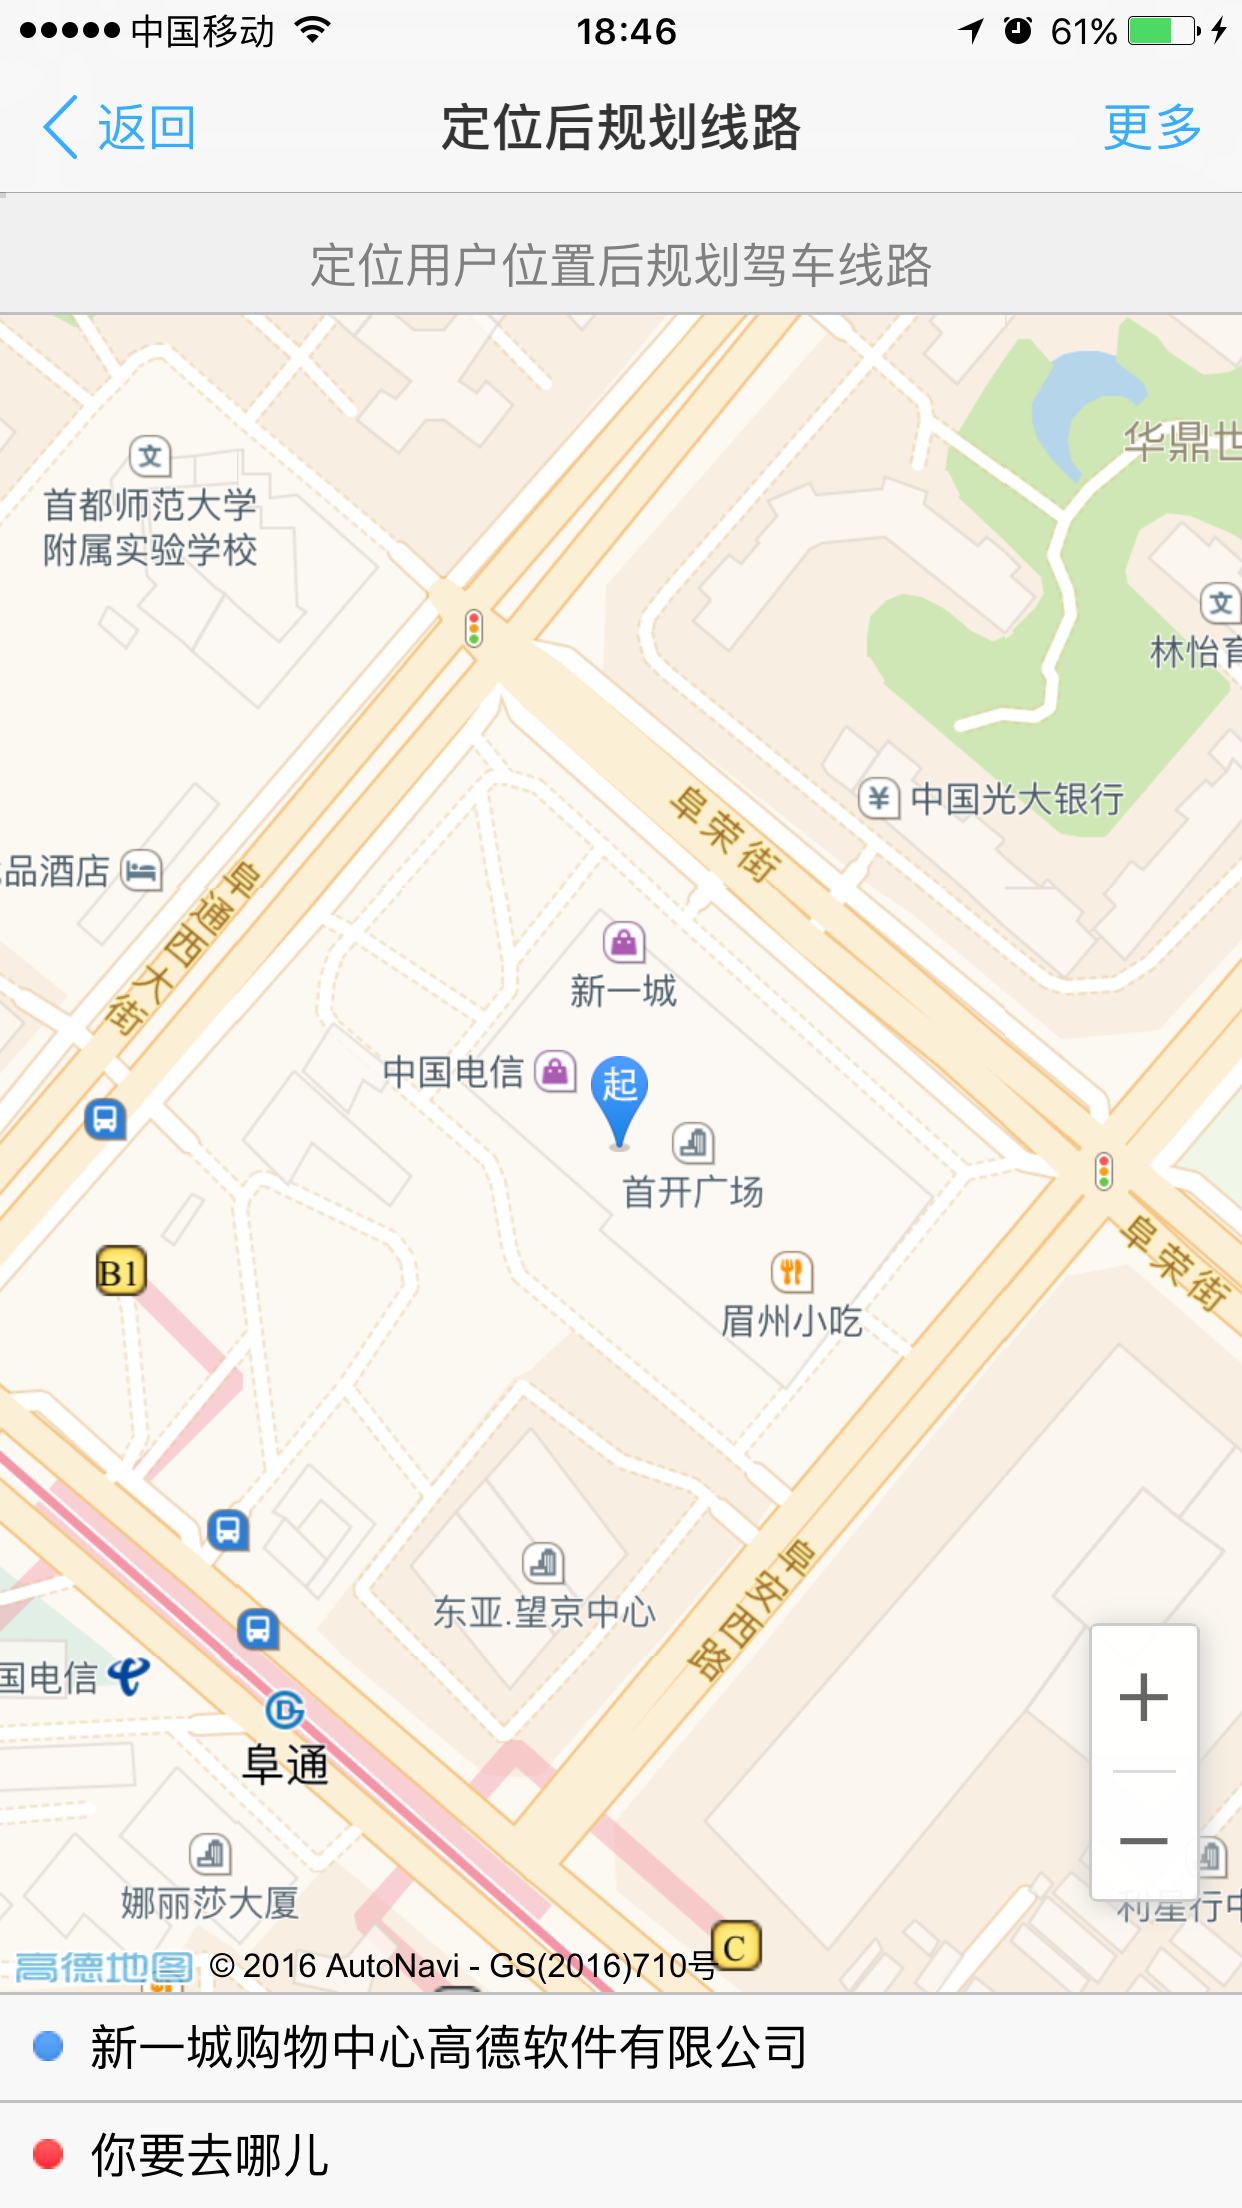 中国移动
18:46
61%
返回
定位后规划线路
更多
定位用户位置后规划驾车线路
华鼎世
文
首都师范大学
附属实验学校
文
林怡育
阜荣街
¥ 中国光大银行
品酒店
阜通西大街
新一城
中国电信
起
首开广场
阜荣街
B1
眉州小吃
东亚.望京中心
阜安西路
国电信
阜通
娜丽莎大厦
利星行中
C
高德地图 © 2016 AutoNavi - GS(2016)710号
新一城购物中心高德软件有限公司
你要去哪儿